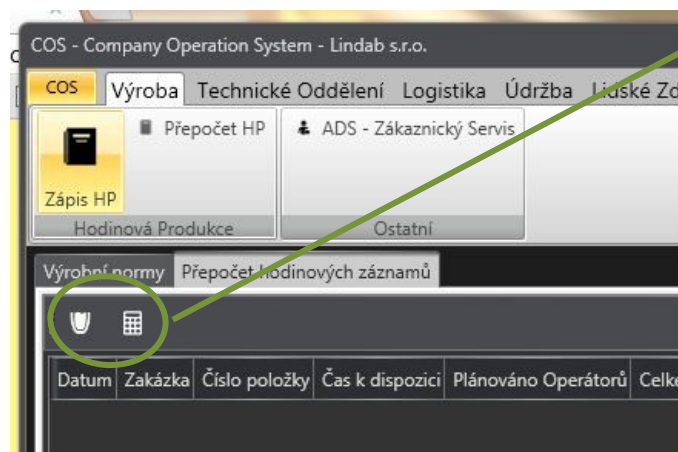 COS - Company Operation System - Lindab s.r.o.
COS Výroba Technické Oddělení Logistika Údržba Lidské
Přepočet HP ADS - Zákaznický Servis
Zápis HP
Hodinová Produkce Ostatní
Výrobní normy Přepočet hodinových záznamů
Datum Zakázka Číslo položky Čas k dispozici Plánováno Operátorů